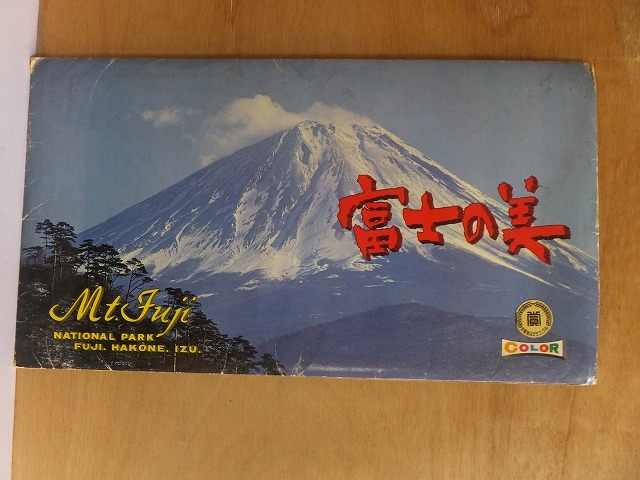 富士の美
Mt. Fuji
NATIONAL PARK
FUJI. HAKONE. IZU.
COLOR